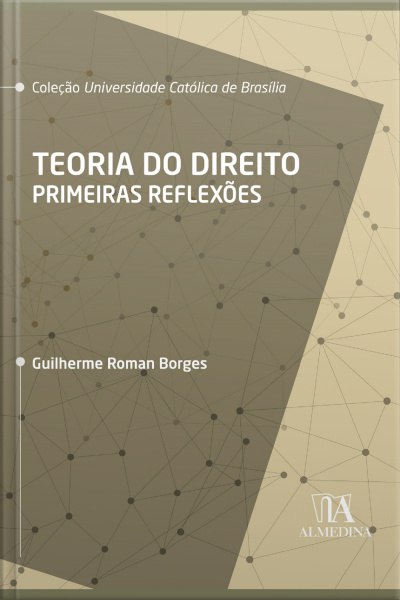 Coleção Universidade Católica de Brasília
TEORIA DO DIREITO
PRIMEIRAS REFLEXÕES
Guilherme Roman Borges
ALMEDINA